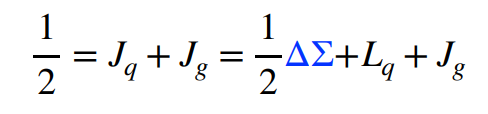 1/2 = J_q + J_g = 1/2 ΔΣ+L_q + J_g